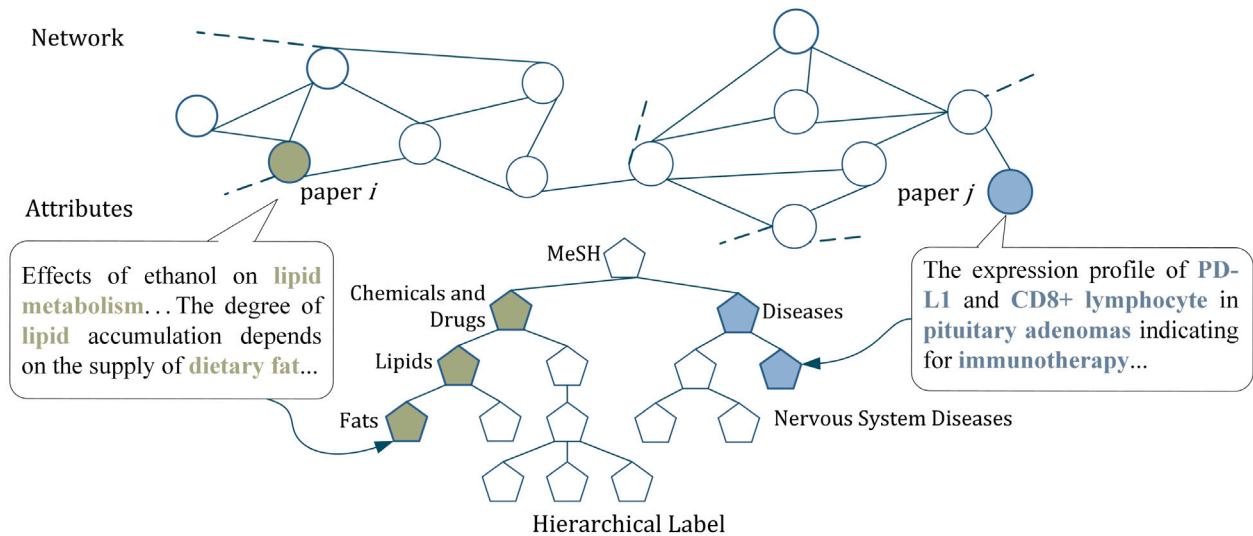 Network
paper i
paper j
Attributes
Effects of ethanol on lipid
metabolism... The degree of
lipid accumulation depends
on the supply of dietary fat...
The expression profile of PD-
L1 and CD8+ lymphocyte in
pituitary adenomas indicating
for immunotherapy...
MeSH
Chemicals and
Drugs
Diseases
Lipids
Fats
Nervous System Diseases
Hierarchical Label